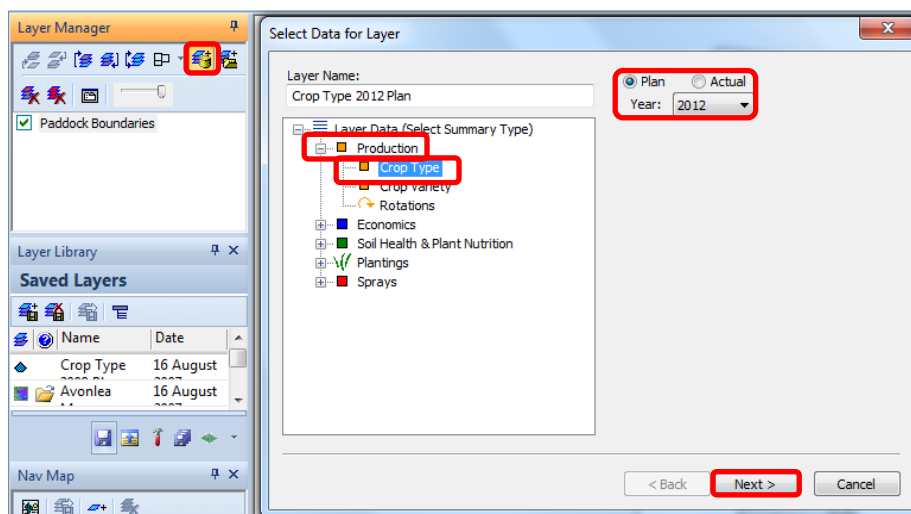 Layer Manager
Paddock Boundaries
Layer Library
Saved Layers
Name Date
Crop Type 16 August
Avonlea 16 August
Nav Map
Select Data for Layer
Layer Name:
Crop Type 2012 Plan
Plan Actual
Year: 2012
Layer Data (Select Summary Type)
Production
Crop Type
Crop Variety
Rotations
Economics
Soil Health & Plant Nutrition
Plantings
Sprays
< Back Next > Cancel